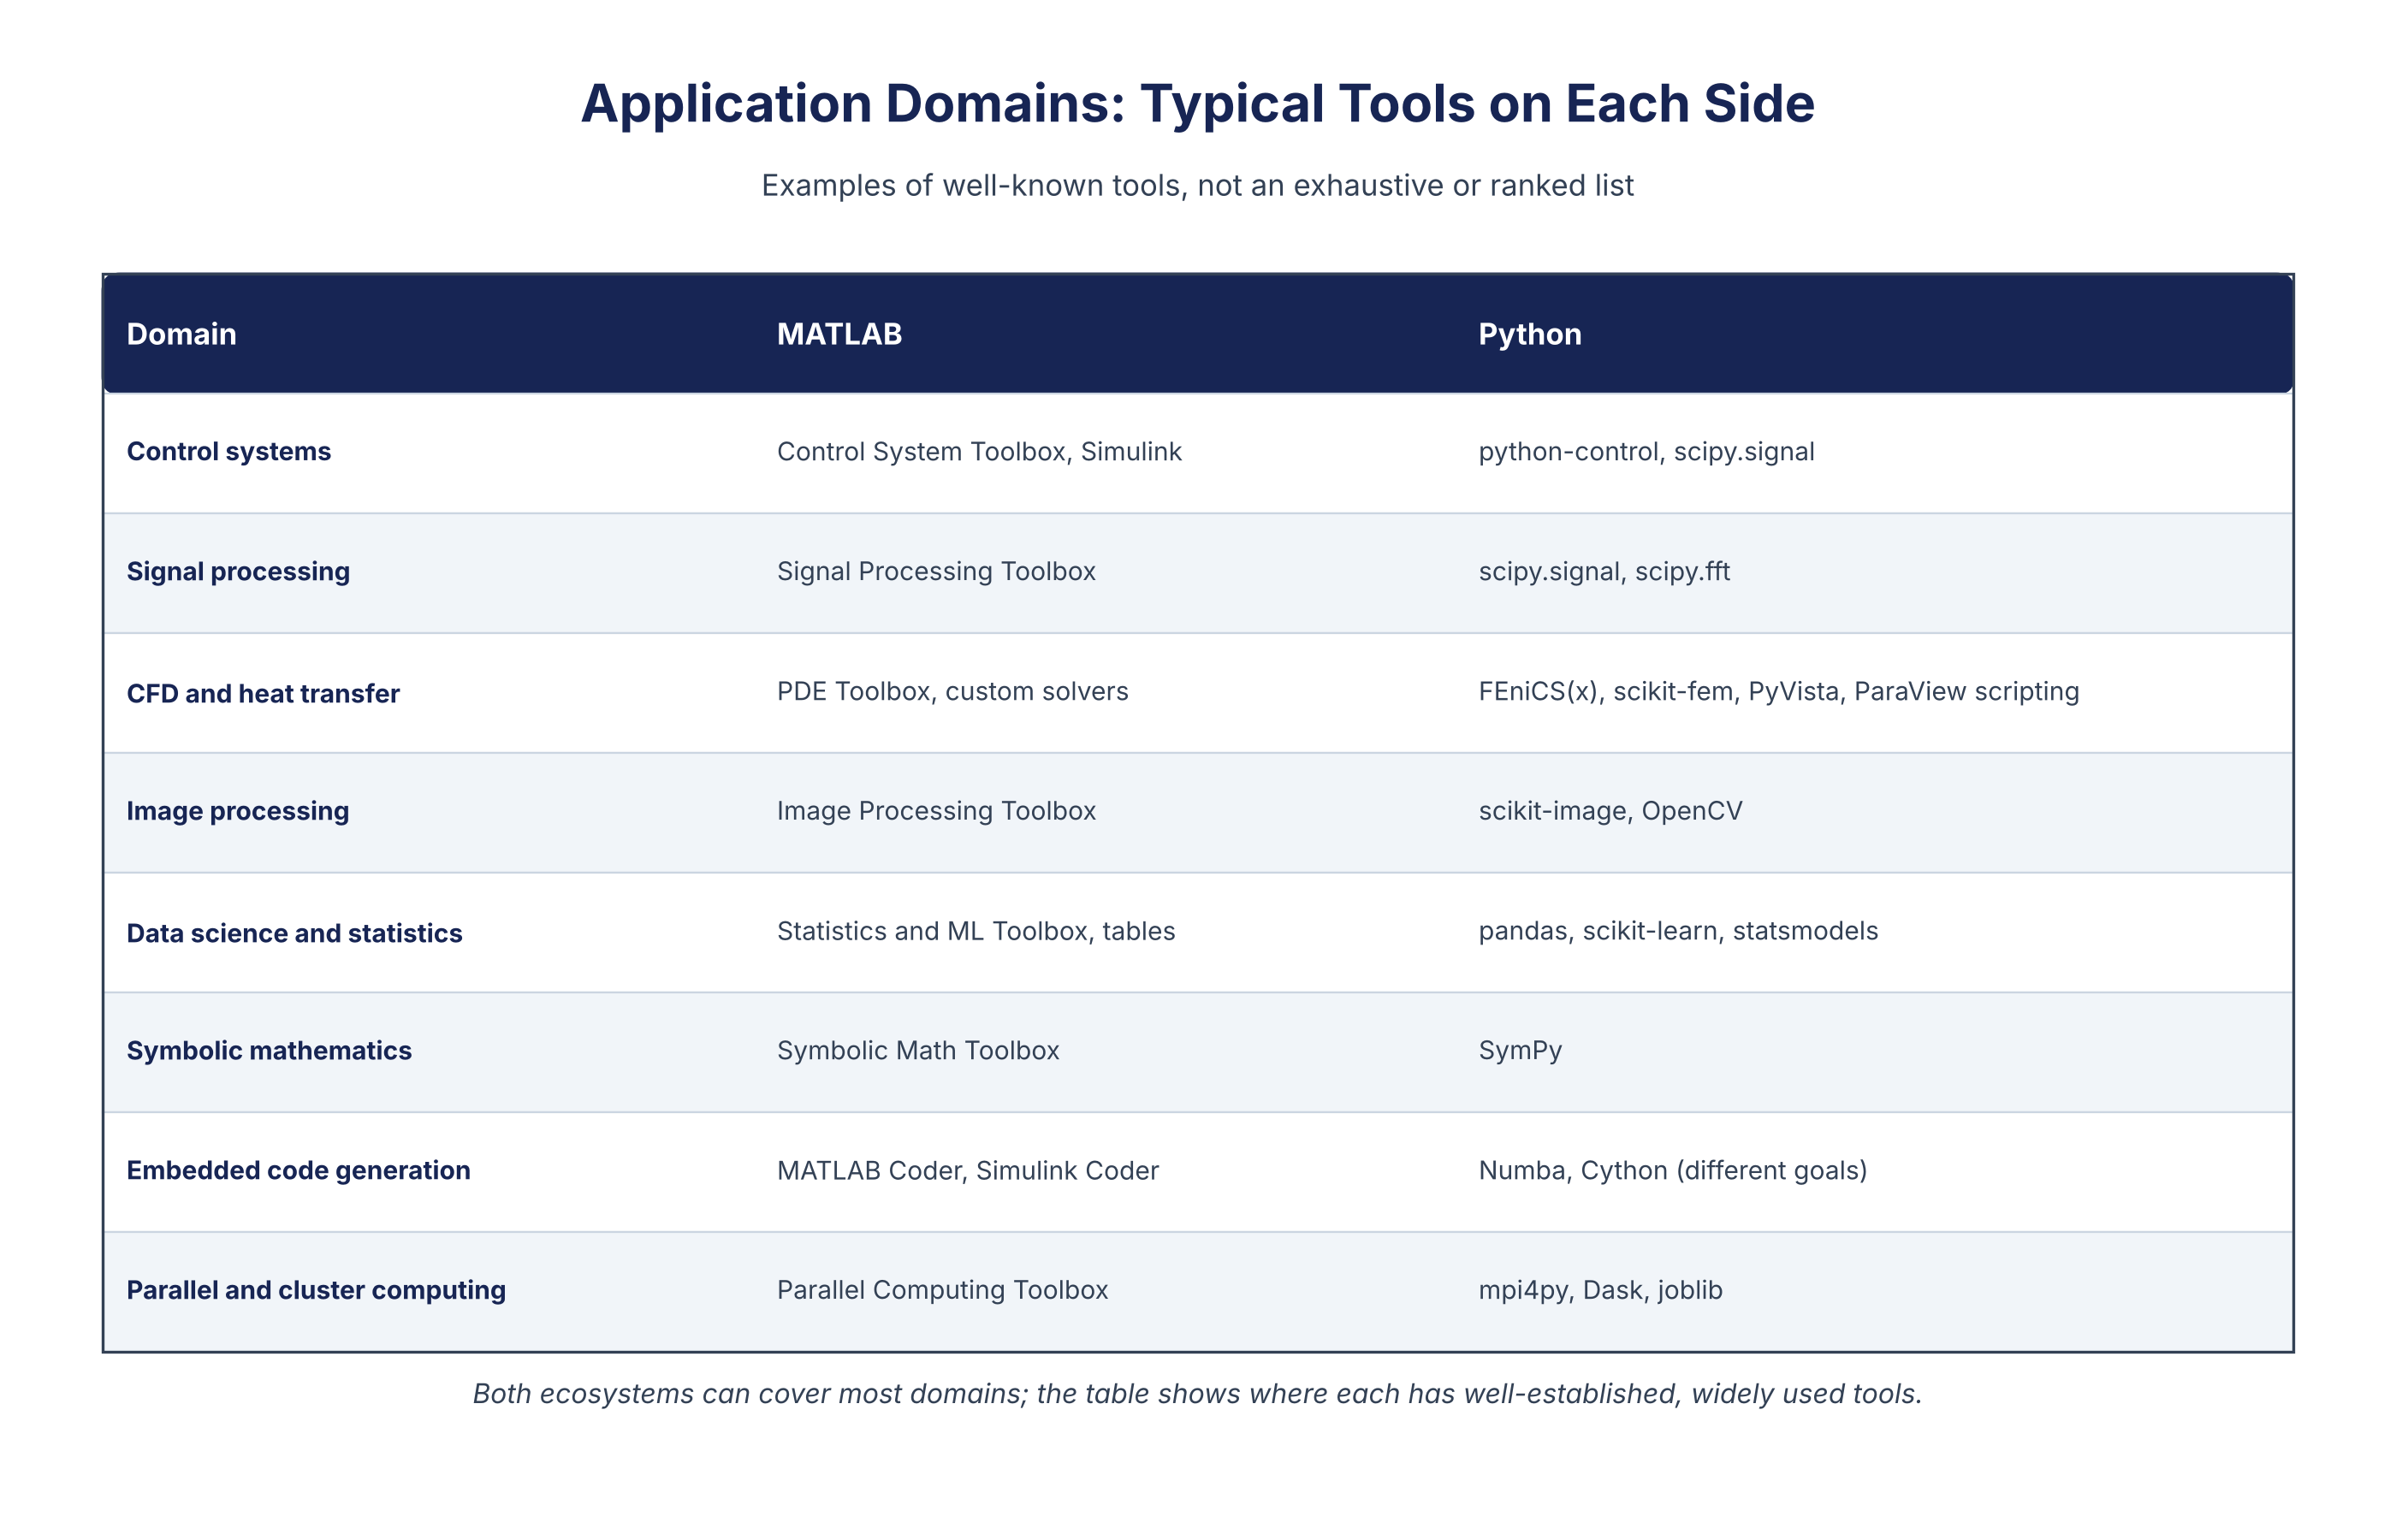 Application Domains: Typical Tools on Each Side
Examples of well-known tools, not an exhaustive or ranked list
Domain MATLAB Python
Control systems Control System Toolbox, Simulink python-control, scipy.signal
Signal processing Signal Processing Toolbox scipy.signal, scipy.fft
CFD and heat transfer PDE Toolbox, custom solvers FEniCS(x), scikit-fem, PyVista, ParaView scripting
Image processing Image Processing Toolbox scikit-image, OpenCV
Data science and statistics Statistics and ML Toolbox, tables pandas, scikit-learn, statsmodels
Symbolic mathematics Symbolic Math Toolbox SymPy
Embedded code generation MATLAB Coder, Simulink Coder Numba, Cython (different goals)
Parallel and cluster computing Parallel Computing Toolbox mpi4py, Dask, joblib
Both ecosystems can cover most domains; the table shows where each has well-established, widely used tools.